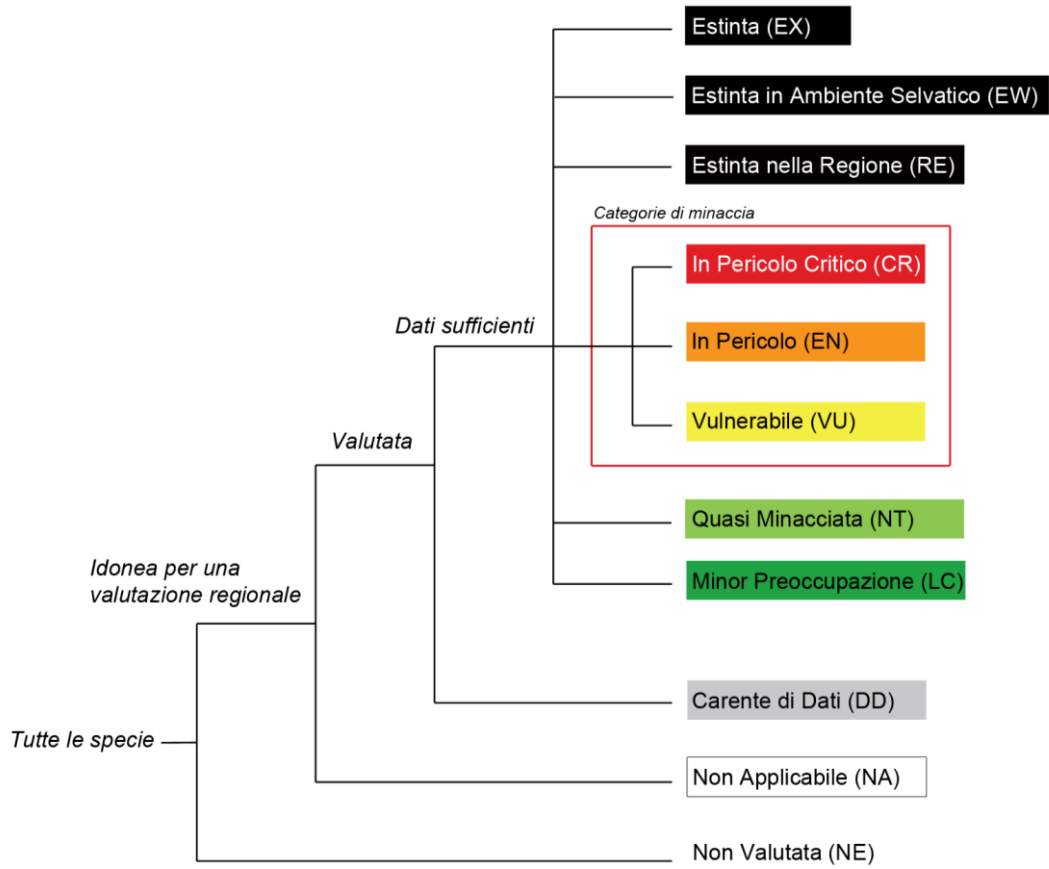 Estinta (EX)
Estinta in Ambiente Selvatico (EW)
Estinta nella Regione (RE)
Categorie di minaccia
In Pericolo Critico (CR)
Dati sufficienti
In Pericolo (EN)
Vulnerabile (VU)
Valutata
Quasi Minacciata (NT)
Idonea per una
valutazione regionale
Minor Preoccupazione (LC)
Carente di Dati (DD)
Tutte le specie
Non Applicabile (NA)
Non Valutata (NE)